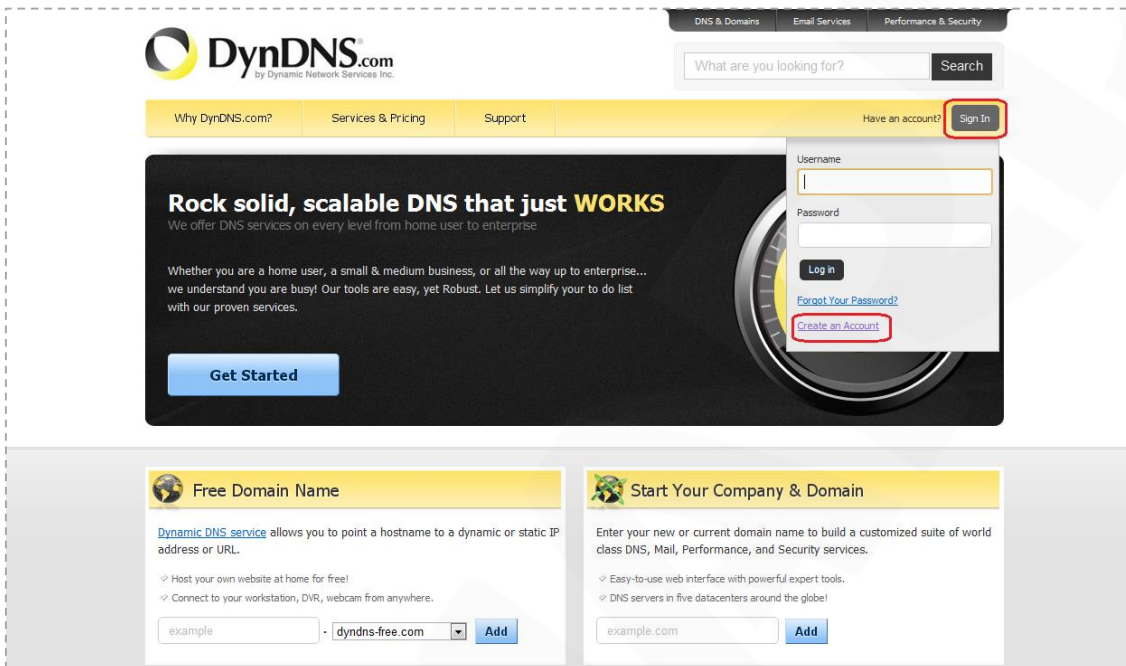 DNS & Domains Email Services Performance & Security
DynDNS.com
by Dynamic Network Services Inc.
What are you looking for? Search
Why DynDNS.com? Services & Pricing Support Have an account? Sign In
Username
Password
Log in
Forgot Your Password?
Create an Account
Rock solid, scalable DNS that just WORKS
We offer DNS services on every level from home user to enterprise
Whether you are a home user, a small & medium business, or all the way up to enterprise...
we understand you are busy! Our tools are easy, yet Robust. Let us simplify your to do list
with our proven services.
Get Started
Free Domain Name
Dynamic DNS service allows you to point a hostname to a dynamic or static IP
address or URL.
Host your own website at home for free!
Connect to your workstation, DVR, webcam from anywhere.
example . dyndns-free.com Add
Start Your Company & Domain
Enter your new or current domain name to build a customized suite of world
class DNS, Mail, Performance, and Security services.
Easy-to-use web interface with powerful expert tools.
DNS servers in five datacenters around the globe!
example.com Add